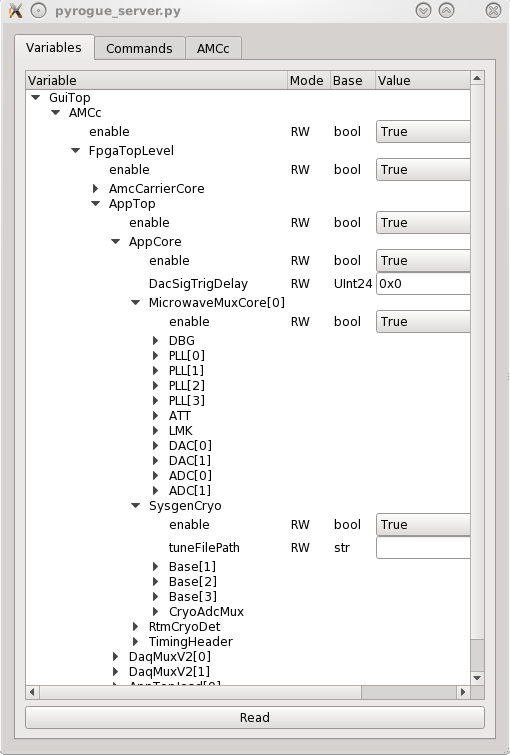 pyrogue_server.py
Variables Commands AMCc
Variable Mode Base Value
GuiTop
AMCc
enable RW bool True
FpgaTopLevel
enable RW bool True
AmcCarrierCore
AppTop
enable RW bool True
AppCore
enable RW bool True
DacSigTrigDelay RW UInt24 0x0
MicrowaveMuxCore[0]
enable RW bool True
DBG
PLL[0]
PLL[1]
PLL[2]
PLL[3]
ATT
LMK
DAC[0]
DAC[1]
ADC[0]
ADC[1]
SysgenCryo
enable RW bool True
tuneFilePath RW str
Base[1]
Base[2]
Base[3]
CryoAdcMux
RtmCryoDet
TimingHeader
DaqMuxV2[0]
DaqMuxV2[1]
Read